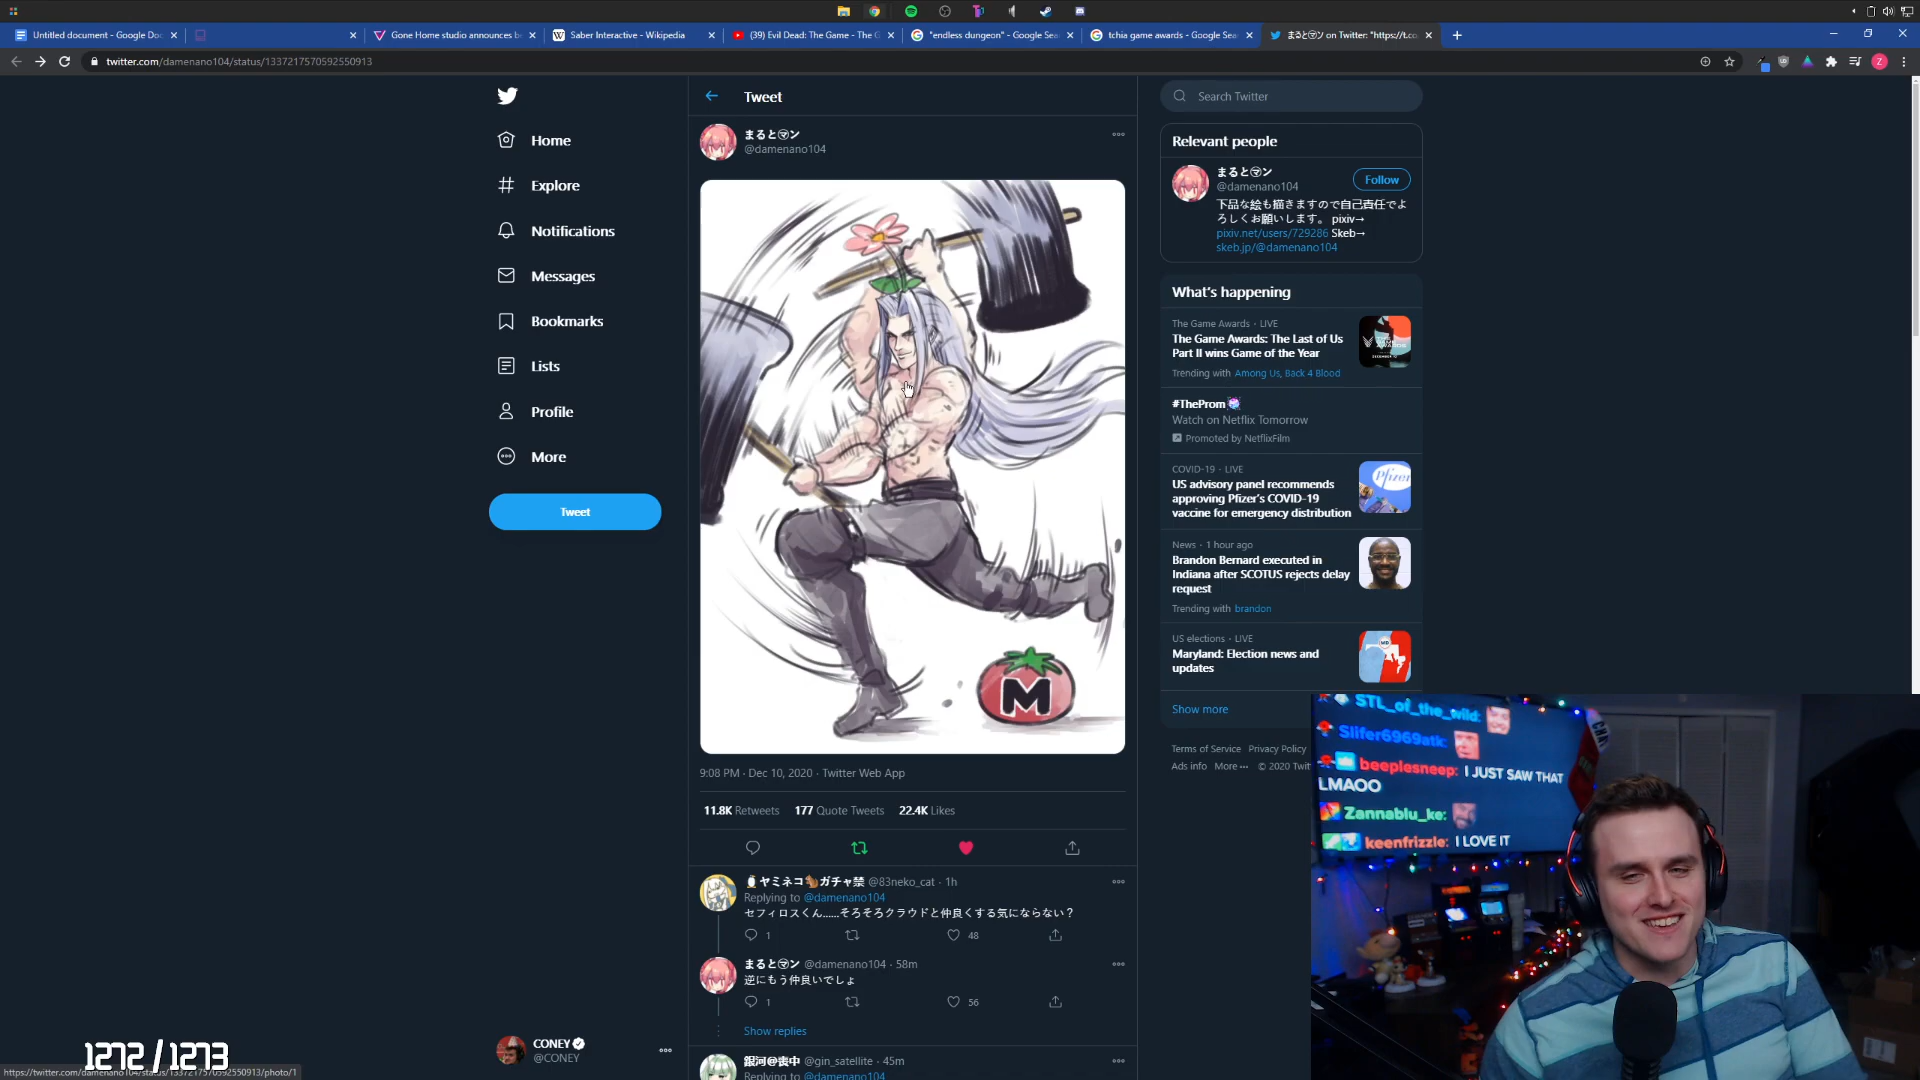 Untitled document - Google Doc
Gone Home studio announces b
Saber Interactive - Wikipedia
(39) Evil Dead: The Game - The G
"endless dungeon" - Google Sea
tchia game awards - Google Sea
まると㋮ン on Twitter: "https://t.co
twitter.com/damenano104/status/1337217570592550913
Home
Explore
Notifications
Messages
Bookmarks
Lists
Profile
More
Tweet
CONEY
@CONEY
1272 / 1273
https://twitter.com/damenano104/status/1337217570592550913/photo/1
Tweet
まると㋮ン
@damenano104
M
9:08 PM · Dec 10, 2020 · Twitter Web App
11.8K Retweets 177 Quote Tweets 22.4K Likes
ヤミネコ🐿ガチャ禁 @83neko_cat · 1h
Replying to @damenano104
セフィロスくん......そろそろクラウドと仲良くする気にならない？
1 48
まると㋮ン @damenano104 · 58m
逆にもう仲良いでしょ
1 56
Show replies
銀河@喪中 @gin_satellite · 45m
Replying to @damenano104
Search Twitter
Relevant people
まると㋮ン
@damenano104
Follow
下品な絵も描きますので自己責任でよ
ろしくお願いします。 pixiv→
pixiv.net/users/729286 Skeb→
skeb.jp/@damenano104
What's happening
The Game Awards · LIVE
The Game Awards: The Last of Us
Part II wins Game of the Year
Trending with Among Us, Back 4 Blood
#TheProm
Watch on Netflix Tomorrow
Promoted by NetflixFilm
COVID-19 · LIVE
US advisory panel recommends
approving Pfizer's COVID-19
vaccine for emergency distribution
Pfizer
News · 1 hour ago
Brandon Bernard executed in
Indiana after SCOTUS rejects delay
request
Trending with brandon
US elections · LIVE
Maryland: Election news and
updates
Show more
Terms of Service Privacy Policy
Ads info More ··· © 2020 Twit
STL_of_the_wild:
Slifer6969atk:
beeplesneep: I JUST SAW THAT
LMAOO
Zannablu_ke:
keenfrizzle: I LOVE IT